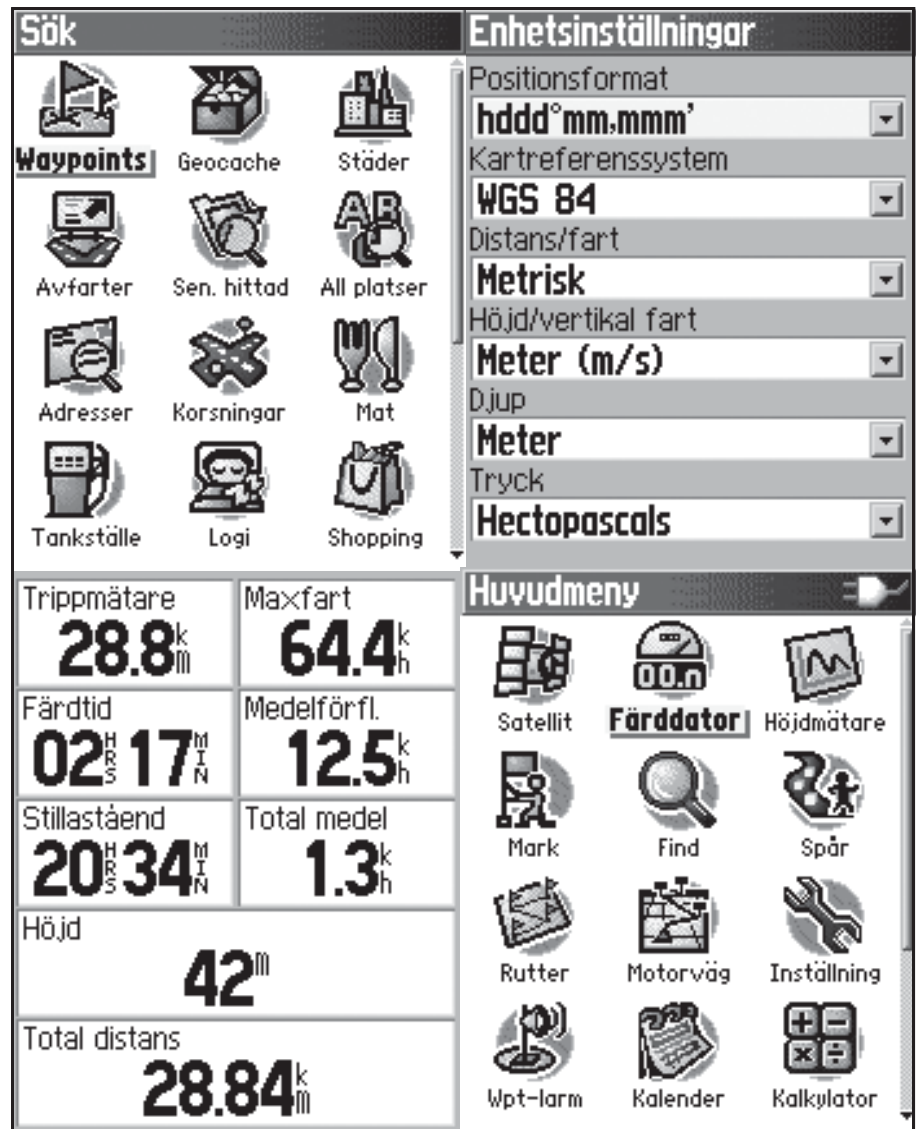 Sök
Waypoints Geocache Städer
Avfarter Sen. hittad All platser
Adresser Korsningar Mat
Tankställe Logi Shopping
Enhetsinställningar
Positionsformat
hddd°mm,mmm'
Kartreferenssystem
WGS 84
Distans/fart
Metrisk
Höjd/vertikal fart
Meter (m/s)
Djup
Meter
Tryck
Hectopascals
Trippmätare Maxfart
28.8 km 64.4 kh
Färdtid Medelförfl.
02 HRS 17 MIN 12.5 kh
Stillaståend Total medel
20 HRS 34 MIN 1.3 kh
Höjd
42 m
Total distans
28.84 km
Huvudmeny
00.n
Satellit Färddator Höjdmätare
Mark Find Spår
Rutter Motorväg Inställning
Wpt-larm Kalender Kalkylator